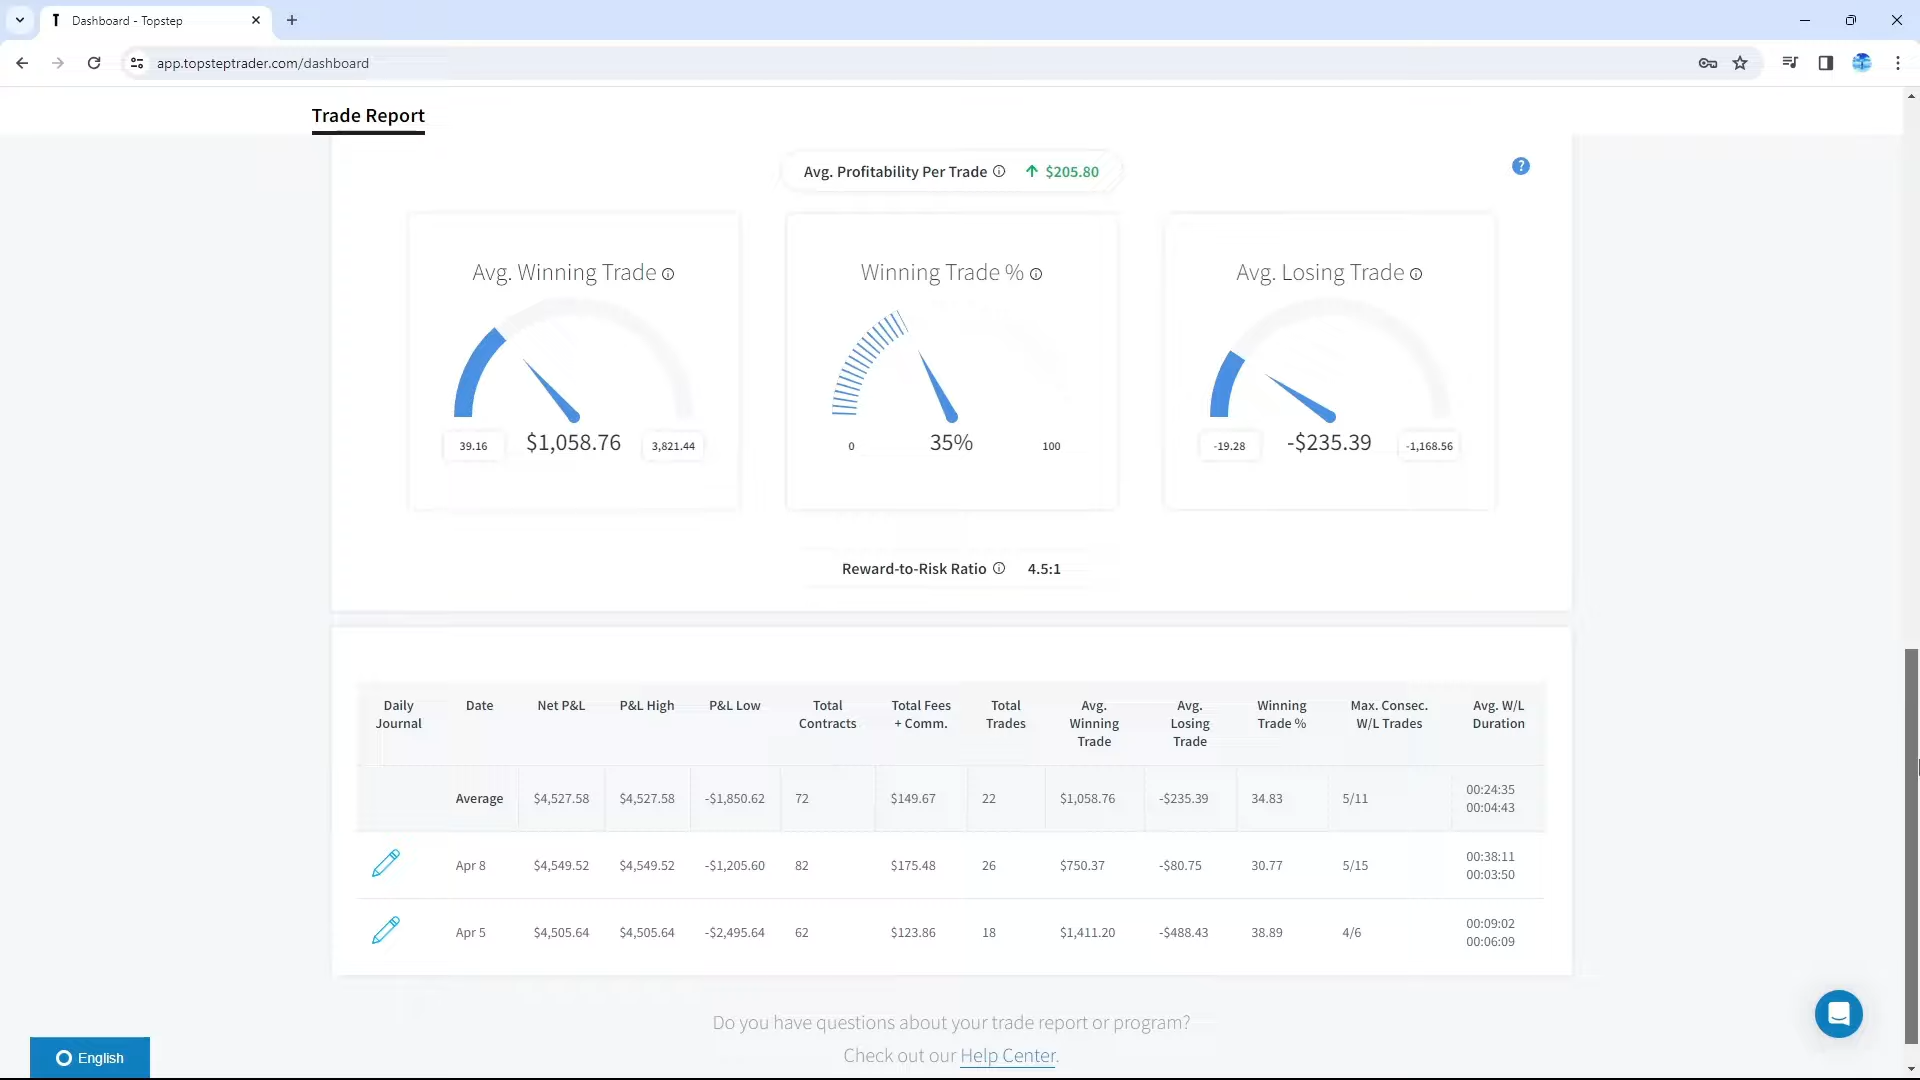 Dashboard - Topstep
app.topsteptrader.com/dashboard
Trade Report
Avg. Profitability Per Trade $205.80
?
Avg. Winning Trade
39.16 $1,058.76 3,821.44
Winning Trade %
0 35% 100
Avg. Losing Trade
-19.28 -$235.39 -1,168.56
Reward-to-Risk Ratio 4.5:1
Daily Journal Date Net P&L P&L High P&L Low Total Contracts Total Fees + Comm. Total Trades Avg. Winning Trade Avg. Losing Trade Winning Trade % Max. Consec. W/L Trades Avg. W/L Duration
Average $4,527.58 $4,527.58 -$1,850.62 72 $149.67 22 $1,058.76 -$235.39 34.83 5/11 00:24:35 00:04:43
Apr 8 $4,549.52 $4,549.52 -$1,205.60 82 $175.48 26 $750.37 -$80.75 30.77 5/15 00:38:11 00:03:50
Apr 5 $4,505.64 $4,505.64 -$2,495.64 62 $123.86 18 $1,411.20 -$488.43 38.89 4/6 00:09:02 00:06:09
Do you have questions about your trade report or program?
Check out our Help Center.
English